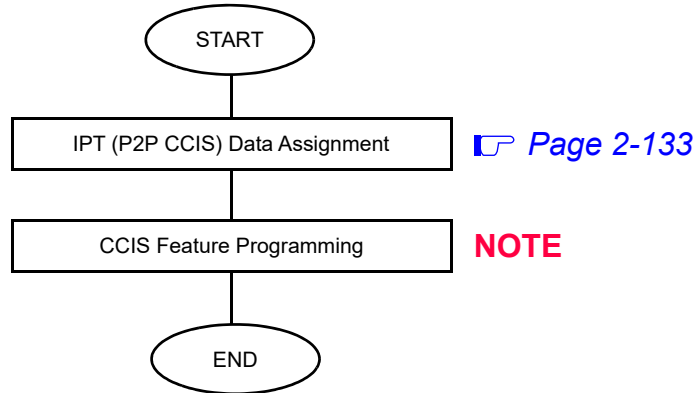 START
IPT (P2P CCIS) Data Assignment
Page 2-133
CCIS Feature Programming
NOTE
END